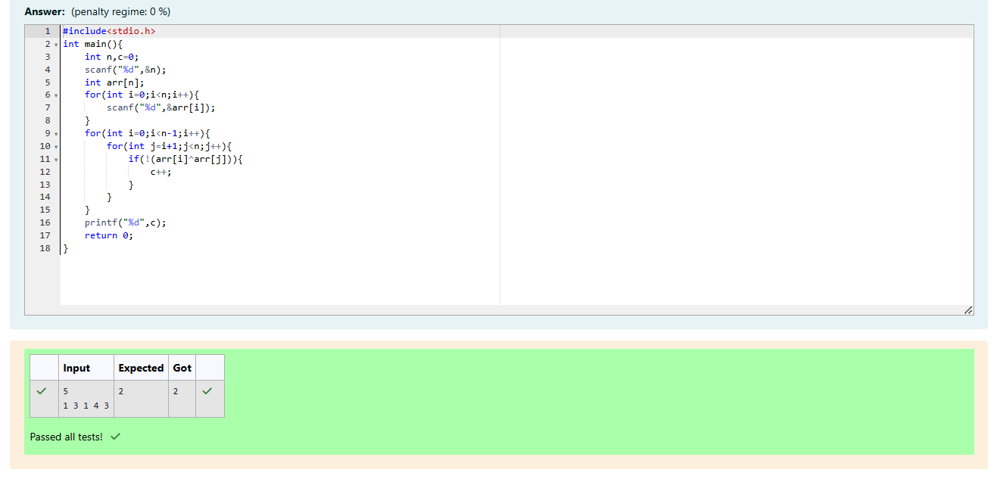 Answer: (penalty regime: 0 %)
1 #include<stdio.h>
2 int main(){
3     int n,c=0;
4     scanf("%d",&n);
5     int arr[n];
6     for(int i=0;i<n;i++){
7         scanf("%d",&arr[i]);
8     }
9     for(int i=0;i<n-1;i++){
10         for(int j=i+1;j<n;j++){
11             if(!(arr[i]^arr[j])){
12                 c++;
13             }
14         }
15     }
16     printf("%d",c);
17     return 0;
18 }
Input Expected Got
5 2 2
1 3 1 4 3
Passed all tests!